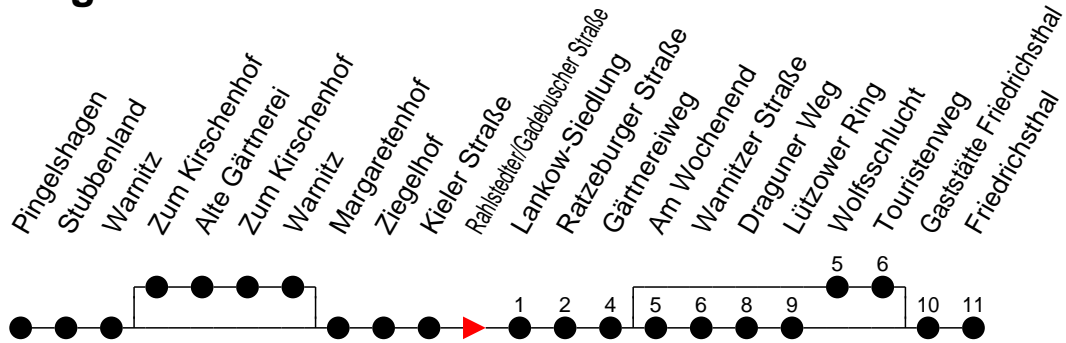 Pingelshagen
Stubbenland
Warnitz
Zum Kirschenhof
Alte Gärtnerei
Zum Kirschenhof
Warnitz
Margaretenhof
Ziegelhof
Kieler Straße
Rahlstedter/Gadebuscher Straße
Lankow-Siedlung
Ratzeburger Straße
Gärtnereiweg
Am Wochenend
Warnitzer Straße
Draguner Weg
Lützower Ring
Wolfsschlucht
Touristenweg
Gaststätte Friedrichsthal
Friedrichsthal
5 6
1 2 4 5 6 8 9 10 11